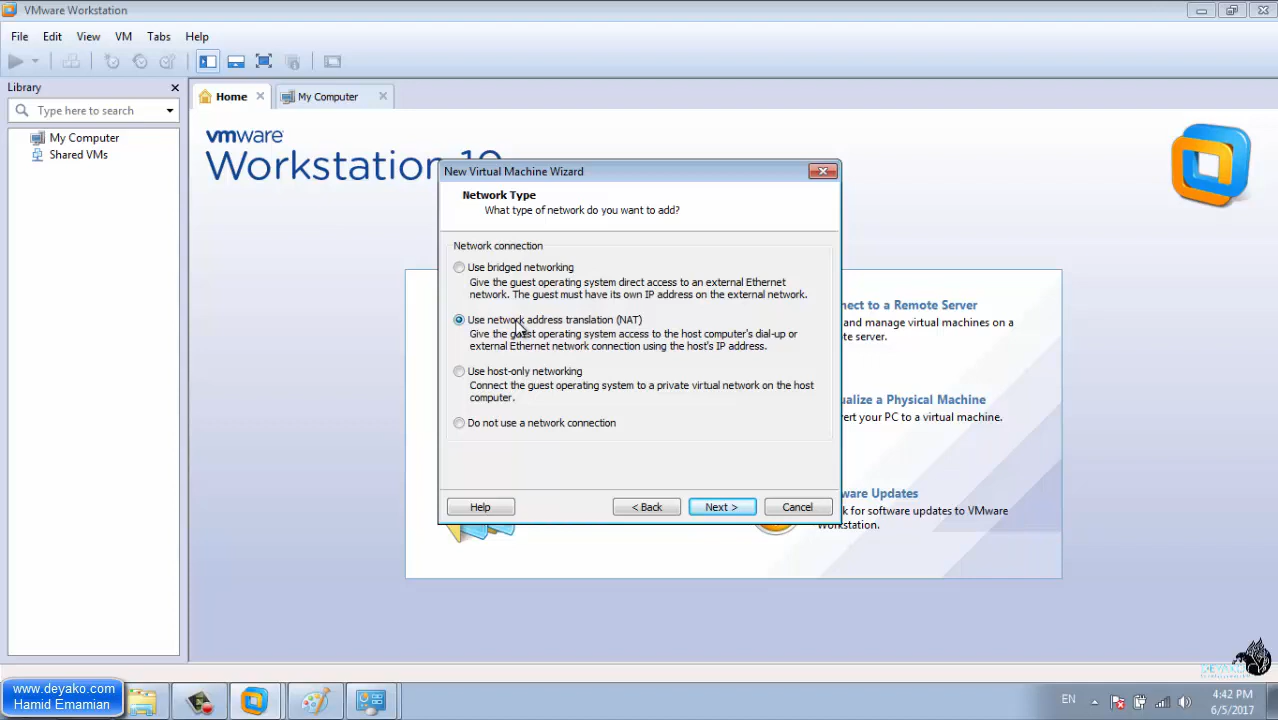 VMware Workstation
File Edit View VM Tabs Help
Library
Type here to search
My Computer
Shared VMs
Home
My Computer
vmware
Workstation 10
New Virtual Machine Wizard
Network Type
What type of network do you want to add?
Network connection
Use bridged networking
Give the guest operating system direct access to an external Ethernet
network. The guest must have its own IP address on the external network.
Use network address translation (NAT)
Give the guest operating system access to the host computer's dial-up or
external Ethernet network connection using the host's IP address.
Use host-only networking
Connect the guest operating system to a private virtual network on the host
computer.
Do not use a network connection
Help
< Back
Next >
Cancel
nect to a Remote Server
and manage virtual machines on a
te server.
ualize a Physical Machine
vert your PC to a virtual machine.
ware Updates
k for software updates to VMware
Workstation.
DEYAKO
www.deyako.com
Hamid Emamian
EN
4:42 PM
6/5/2017